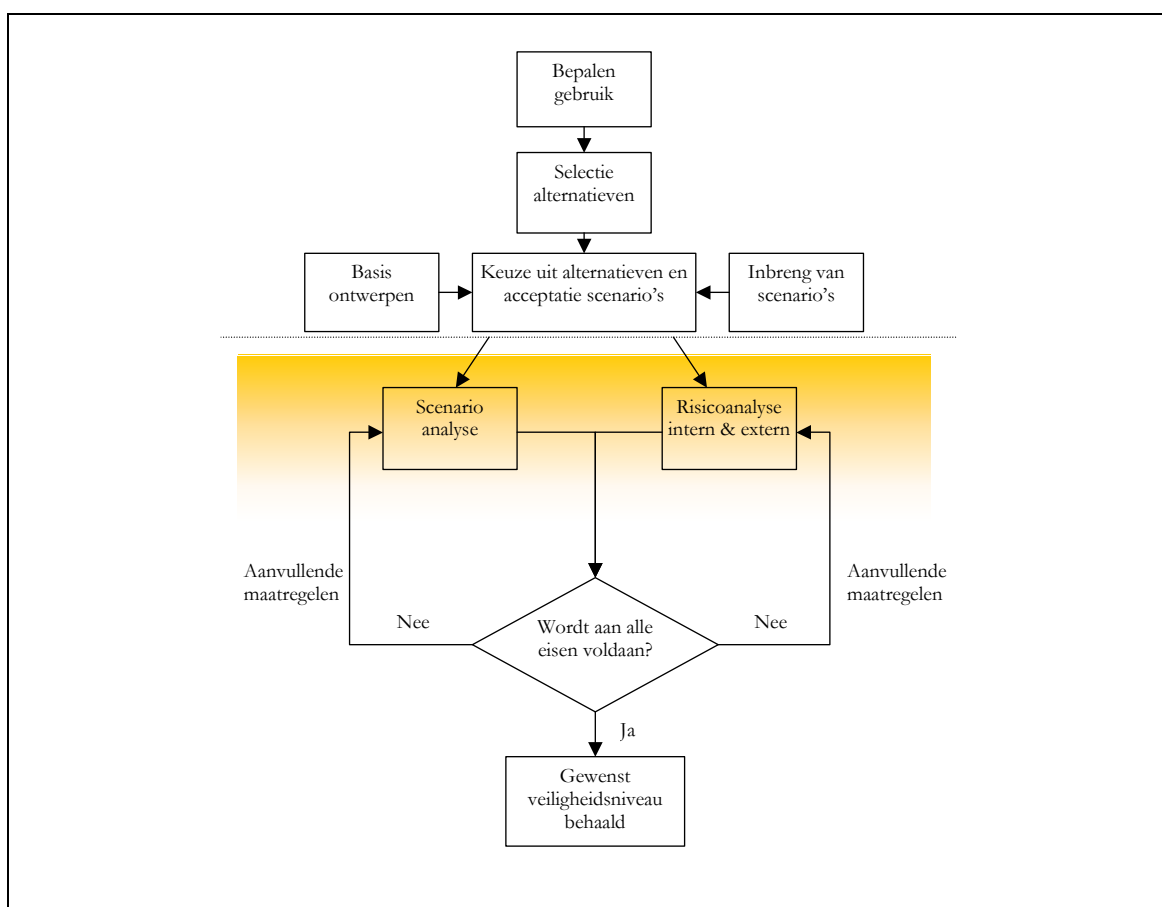 Bepalen
gebruik
Selectie
alternatieven
Basis
ontwerpen
Keuze uit alternatieven en
acceptatie scenario’s
Inbreng van
scenario’s
Scenario
analyse
Risicoanalyse
intern & extern
Aanvullende
maatregelen
Aanvullende
maatregelen
Nee
Wordt aan alle
eisen voldaan?
Nee
Ja
Gewenst
veiligheidsniveau
behaald